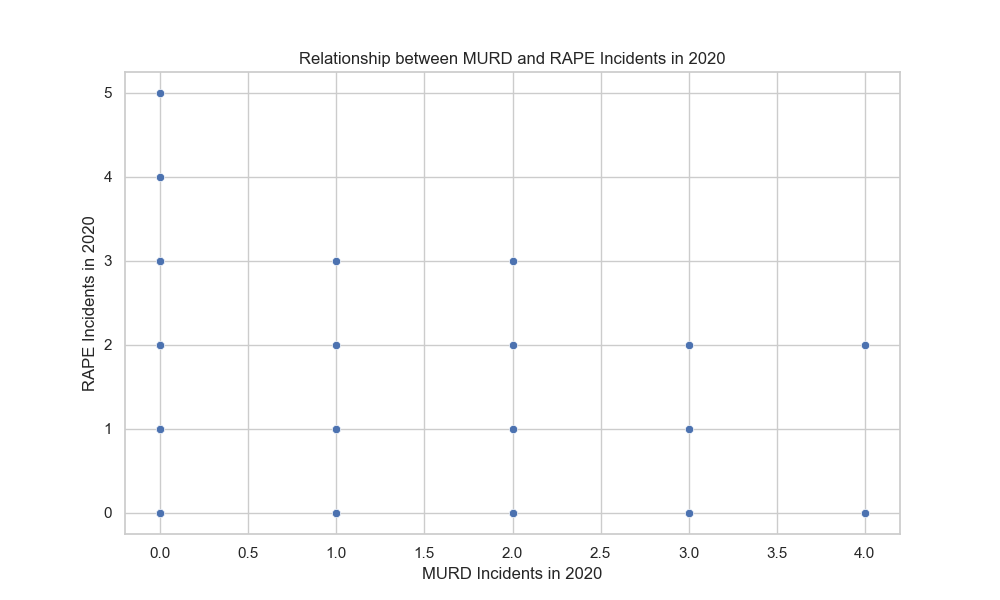 Relationship between MURD and RAPE Incidents in 2020
RAPE Incidents in 2020
5
4
3
2
1
0
0.0 0.5 1.0 1.5 2.0 2.5 3.0 3.5 4.0
MURD Incidents in 2020